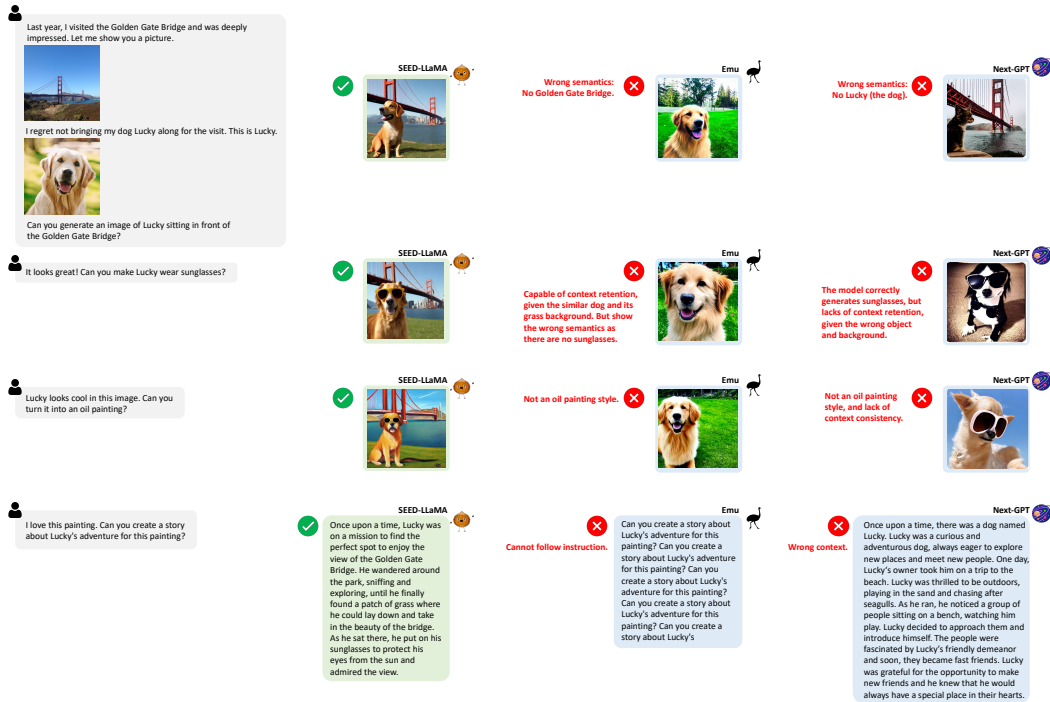 Last year, I visited the Golden Gate Bridge and was deeply
impressed. Let me show you a picture.
I regret not bringing my dog Lucky along for the visit. This is Lucky.
Can you generate an image of Lucky sitting in front of
the Golden Gate Bridge?
SEED-LLaMA
Wrong semantics:
No Golden Gate Bridge.
Emu
Wrong semantics:
No Lucky (the dog).
Next-GPT
It looks great! Can you make Lucky wear sunglasses?
SEED-LLaMA
Capable of context retention,
given the similar dog and its
grass background. But show
the wrong semantics as
there are no sunglasses.
Emu
The model correctly
generates sunglasses, but
lacks of context retention,
given the wrong object
and background.
Next-GPT
Lucky looks cool in this image. Can you
turn it into an oil painting?
SEED-LLaMA
Not an oil painting style.
Emu
Not an oil painting
style, and lack of
context consistency.
Next-GPT
I love this painting. Can you create a story
about Lucky's adventure for this painting?
SEED-LLaMA
Once upon a time, Lucky was
on a mission to find the
perfect spot to enjoy the
view of the Golden Gate
Bridge. He wandered around
the park, sniffing and
exploring, until he finally
found a patch of grass where
he could lay down and take
in the beauty of the bridge.
As he sat there, he put on his
sunglasses to protect his
eyes from the sun and
admired the view.
Cannot follow instruction.
Emu
Can you create a story about
Lucky's adventure for this
painting? Can you create a
story about Lucky's adventure
for this painting? Can you
create a story about Lucky's
adventure for this painting?
Can you create a story about
Lucky's adventure for this
painting? Can you create a
story about Lucky's
Wrong context.
Next-GPT
Once upon a time, there was a dog named
Lucky. Lucky was a curious and
adventurous dog, always eager to explore
new places and meet new people. One day,
Lucky's owner took him on a trip to the
beach. Lucky was thrilled to be outdoors,
playing in the sand and chasing after
seagulls. As he ran, he noticed a group of
people sitting on a bench, watching him
play. Lucky decided to approach them and
introduce himself. The people were
fascinated by Lucky's friendly demeanor
and soon, they became fast friends. Lucky
was grateful for the opportunity to make
new friends and he knew that he would
always have a special place in their hearts.